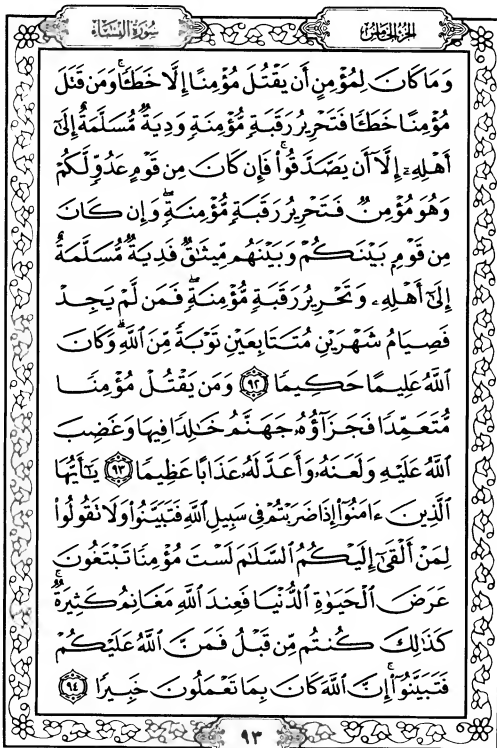 الجزء الخامس
سورة النساء
وَمَا كَانَ لِمُؤْمِنٍ أَن يَقْتُلَ مُؤْمِنًا إِلَّا خَطَـًٔا ۚ وَمَن قَتَلَ
مُؤْمِنًا خَطَـًٔا فَتَحْرِيرُ رَقَبَةٍ مُّؤْمِنَةٍ وَدِيَةٌ مُّسَلَّمَةٌ إِلَىٰٓ
أَهْلِهِۦٓ إِلَّآ أَن يَصَّدَّقُوا۟ ۚ فَإِن كَانَ مِن قَوْمٍ عَدُوٍّ لَّكُمْ
وَهُوَ مُؤْمِنٌ فَتَحْرِيرُ رَقَبَةٍ مُّؤْمِنَةٍ ۖ وَإِن كَانَ
مِن قَوْمٍۭ بَيْنَكُمْ وَبَيْنَهُم مِّيثَـٰقٌ فَدِيَةٌ مُّسَلَّمَةٌ
إِلَىٰٓ أَهْلِهِۦ وَتَحْرِيرُ رَقَبَةٍ مُّؤْمِنَةٍ ۖ فَمَن لَّمْ يَجِدْ
فَصِيَامُ شَهْرَيْنِ مُتَتَابِعَيْنِ تَوْبَةً مِّنَ ٱللَّهِ ۗ وَكَانَ
ٱللَّهُ عَلِيمًا حَكِيمًا ٩٢ وَمَن يَقْتُلْ مُؤْمِنًا
مُّتَعَمِّدًا فَجَزَآؤُهُۥ جَهَنَّمُ خَـٰلِدًا فِيهَا وَغَضِبَ
ٱللَّهُ عَلَيْهِ وَلَعَنَهُۥ وَأَعَدَّ لَهُۥ عَذَابًا عَظِيمًا ٩٣ يَـٰٓأَيُّهَا
ٱلَّذِينَ ءَامَنُوٓا۟ إِذَا ضَرَبْتُمْ فِى سَبِيلِ ٱللَّهِ فَتَبَيَّنُوا۟ وَلَا تَقُولُوا۟
لِمَنْ أَلْقَىٰٓ إِلَيْكُمُ ٱلسَّلَـٰمَ لَسْتَ مُؤْمِنًا تَبْتَغُونَ
عَرَضَ ٱلْحَيَوٰةِ ٱلدُّنْيَا فَعِندَ ٱللَّهِ مَغَانِمُ كَثِيرَةٌ ۚ
كَذَٰلِكَ كُنتُم مِّن قَبْلُ فَمَنَّ ٱللَّهُ عَلَيْكُمْ
فَتَبَيَّنُوٓا۟ ۚ إِنَّ ٱللَّهَ كَانَ بِمَا تَعْمَلُونَ خَبِيرًا ٩٤
٩٣